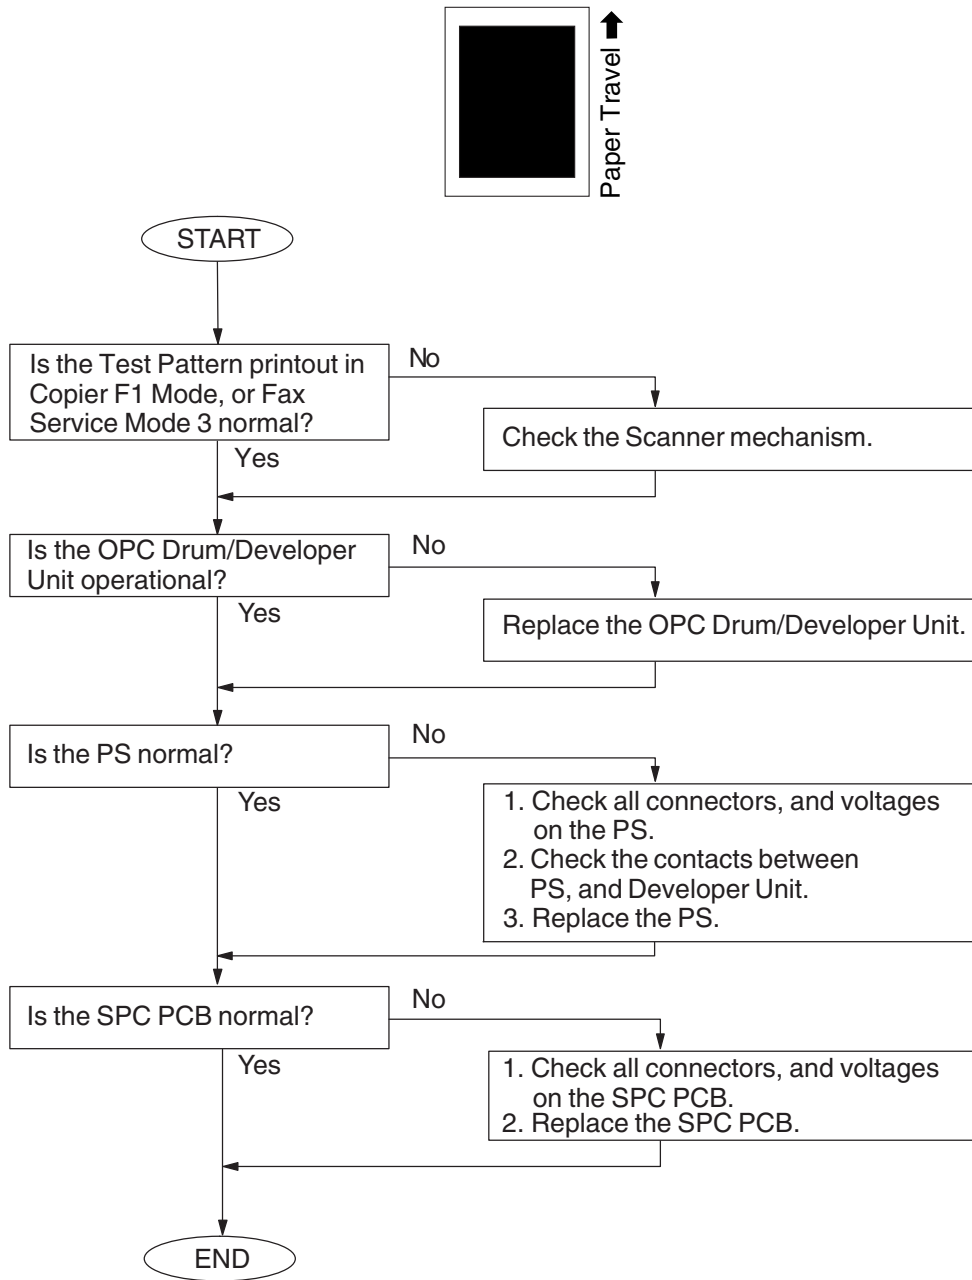 Paper Travel
START
Is the Test Pattern printout in
Copier F1 Mode, or Fax
Service Mode 3 normal?
No
Check the Scanner mechanism.
Yes
Is the OPC Drum/Developer
Unit operational?
No
Replace the OPC Drum/Developer Unit.
Yes
Is the PS normal?
No
1. Check all connectors, and voltages
on the PS.
2. Check the contacts between
PS, and Developer Unit.
3. Replace the PS.
Yes
Is the SPC PCB normal?
No
1. Check all connectors, and voltages
on the SPC PCB.
2. Replace the SPC PCB.
Yes
END